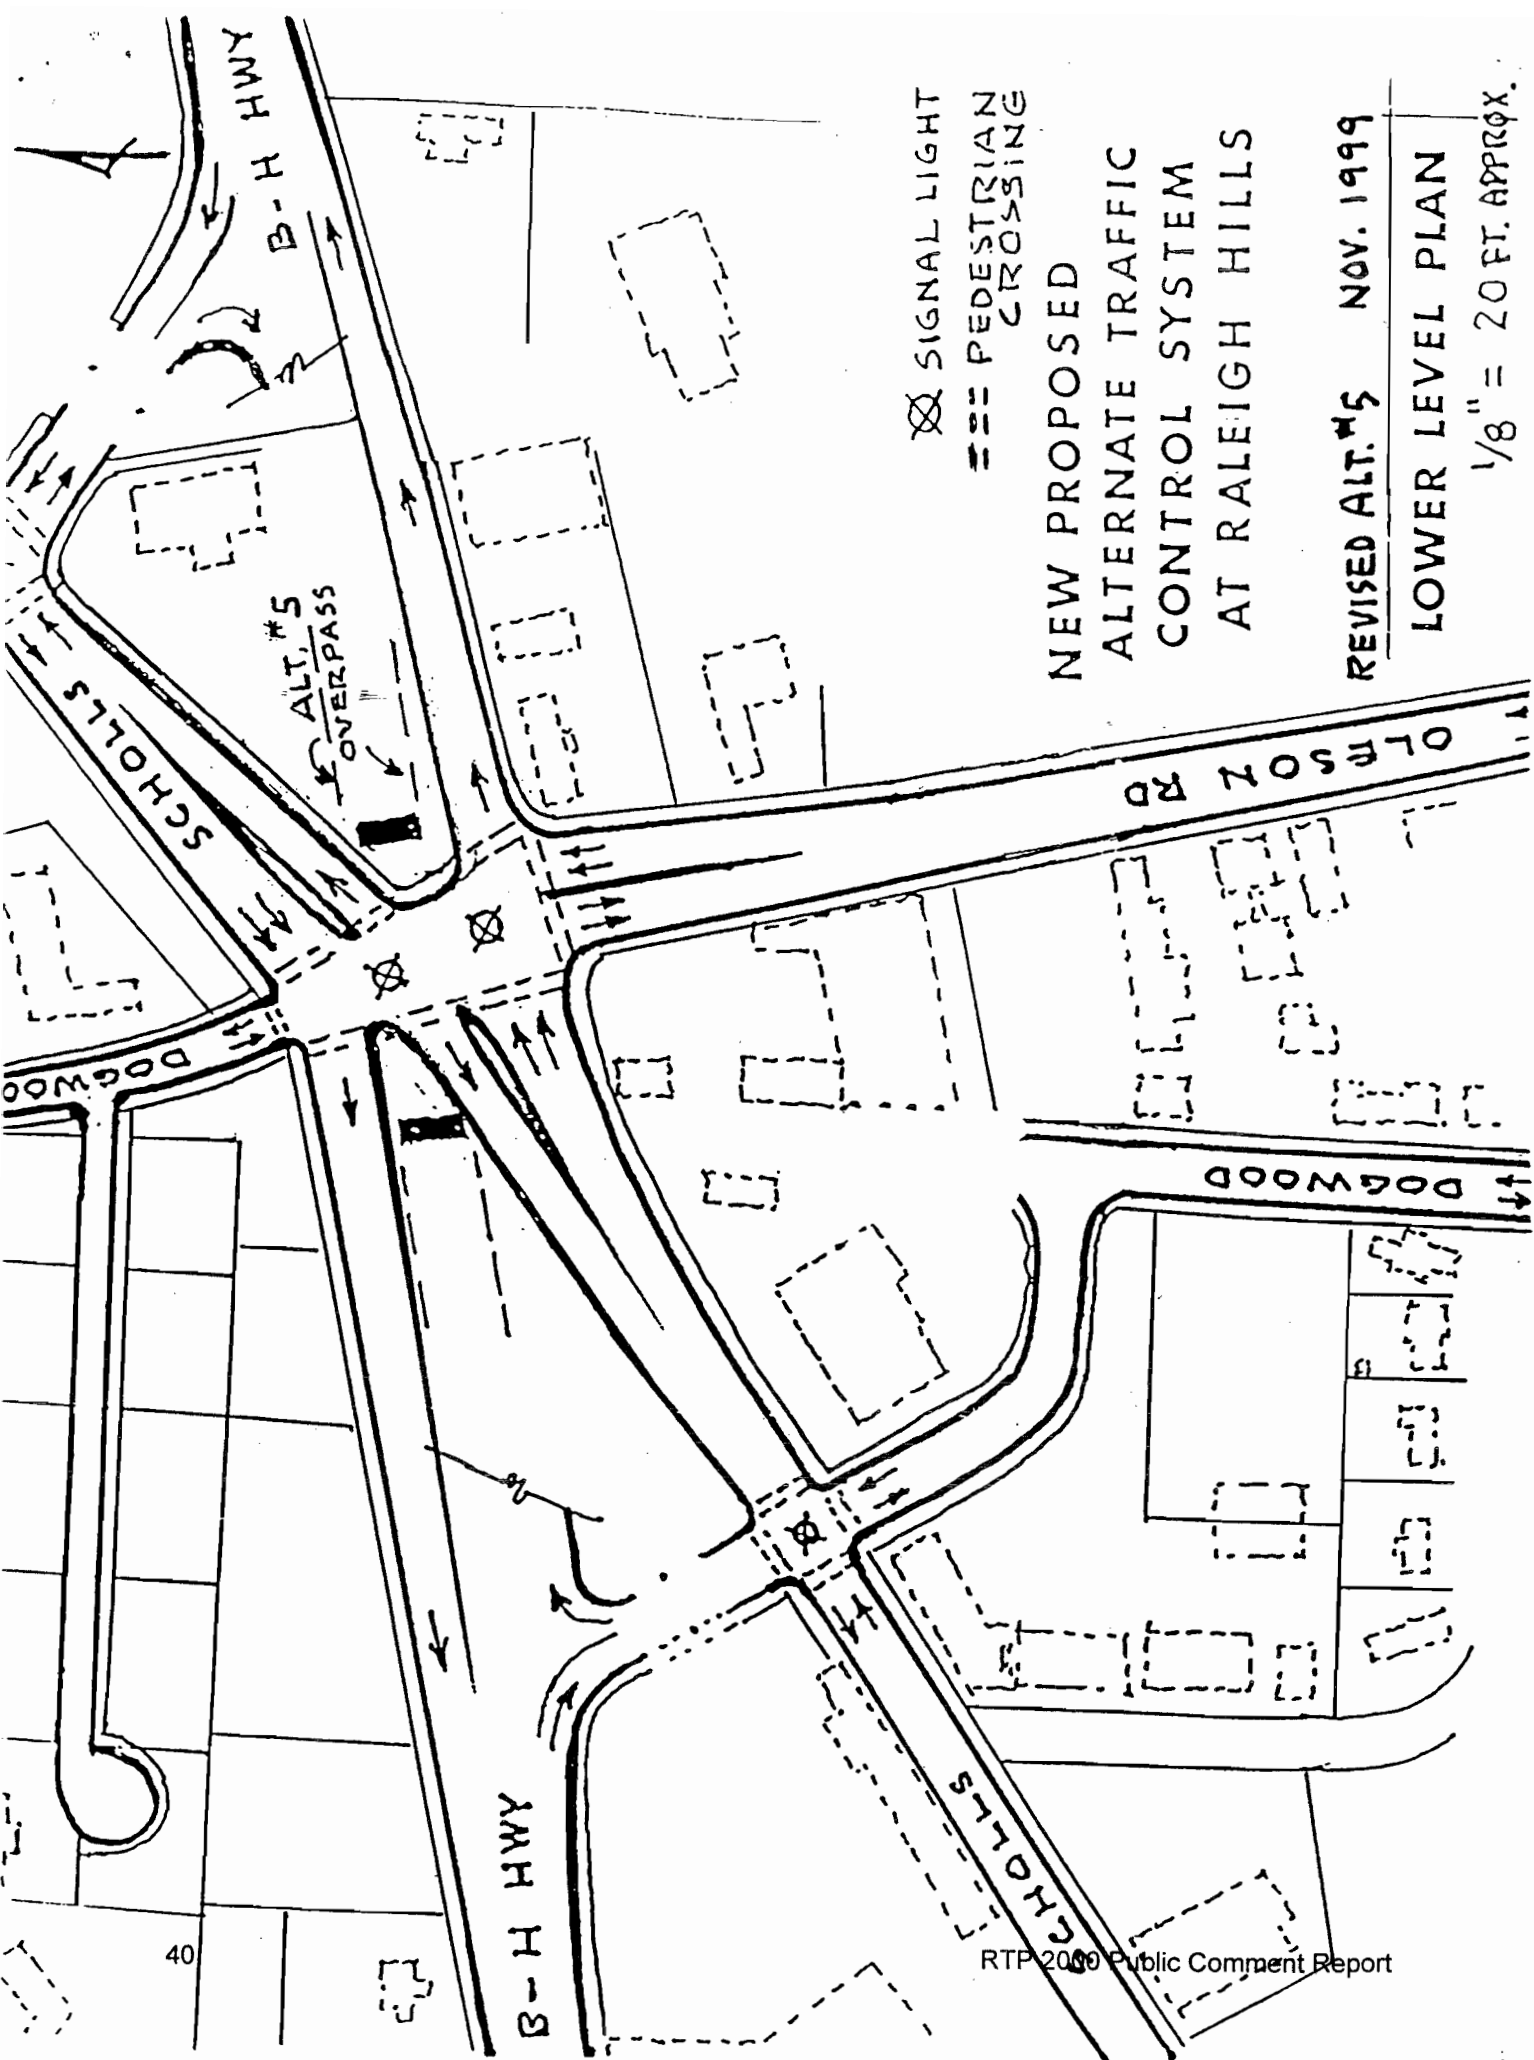 B-H HWY
SIGNAL LIGHT
=== PEDESTRIAN
CROSSING
NEW PROPOSED
ALTERNATE TRAFFIC
CONTROL SYSTEM
AT RALEIGH HILLS
REVISED ALT. #5 NOV. 1999
LOWER LEVEL PLAN
1/8" = 20 FT. APPROX.
ALT. #5
OVERPASS
SCHOLLS
OLESON RD
DOGWOO
DOGWOOD
B-H HWY
SCHOLLS
40
RTP 2000 Public Comment Report